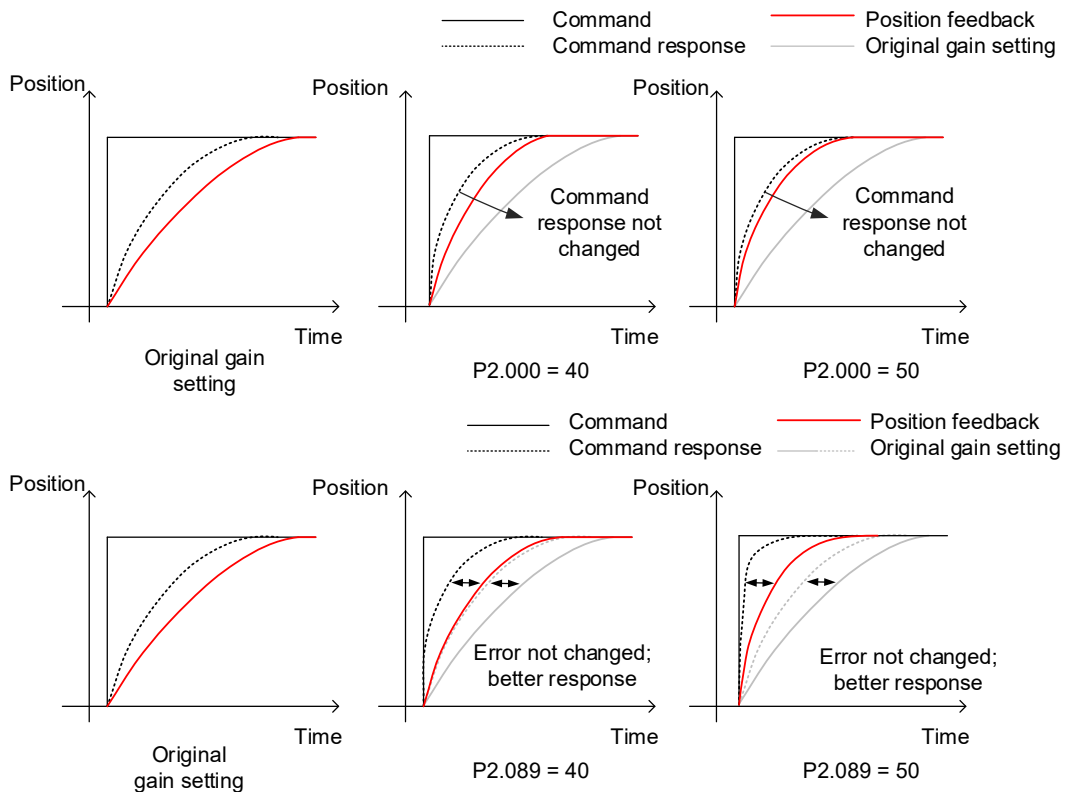 Command
Position feedback
Command response
Original gain setting
Position
Position
Position
Command
response not
changed
Command
response not
changed
Time
Time
Time
Original gain
setting
P2.000 = 40
P2.000 = 50
Command
Position feedback
Command response
Original gain setting
Position
Position
Position
Error not changed;
better response
Error not changed;
better response
Time
Time
Time
Original
gain setting
P2.089 = 40
P2.089 = 50